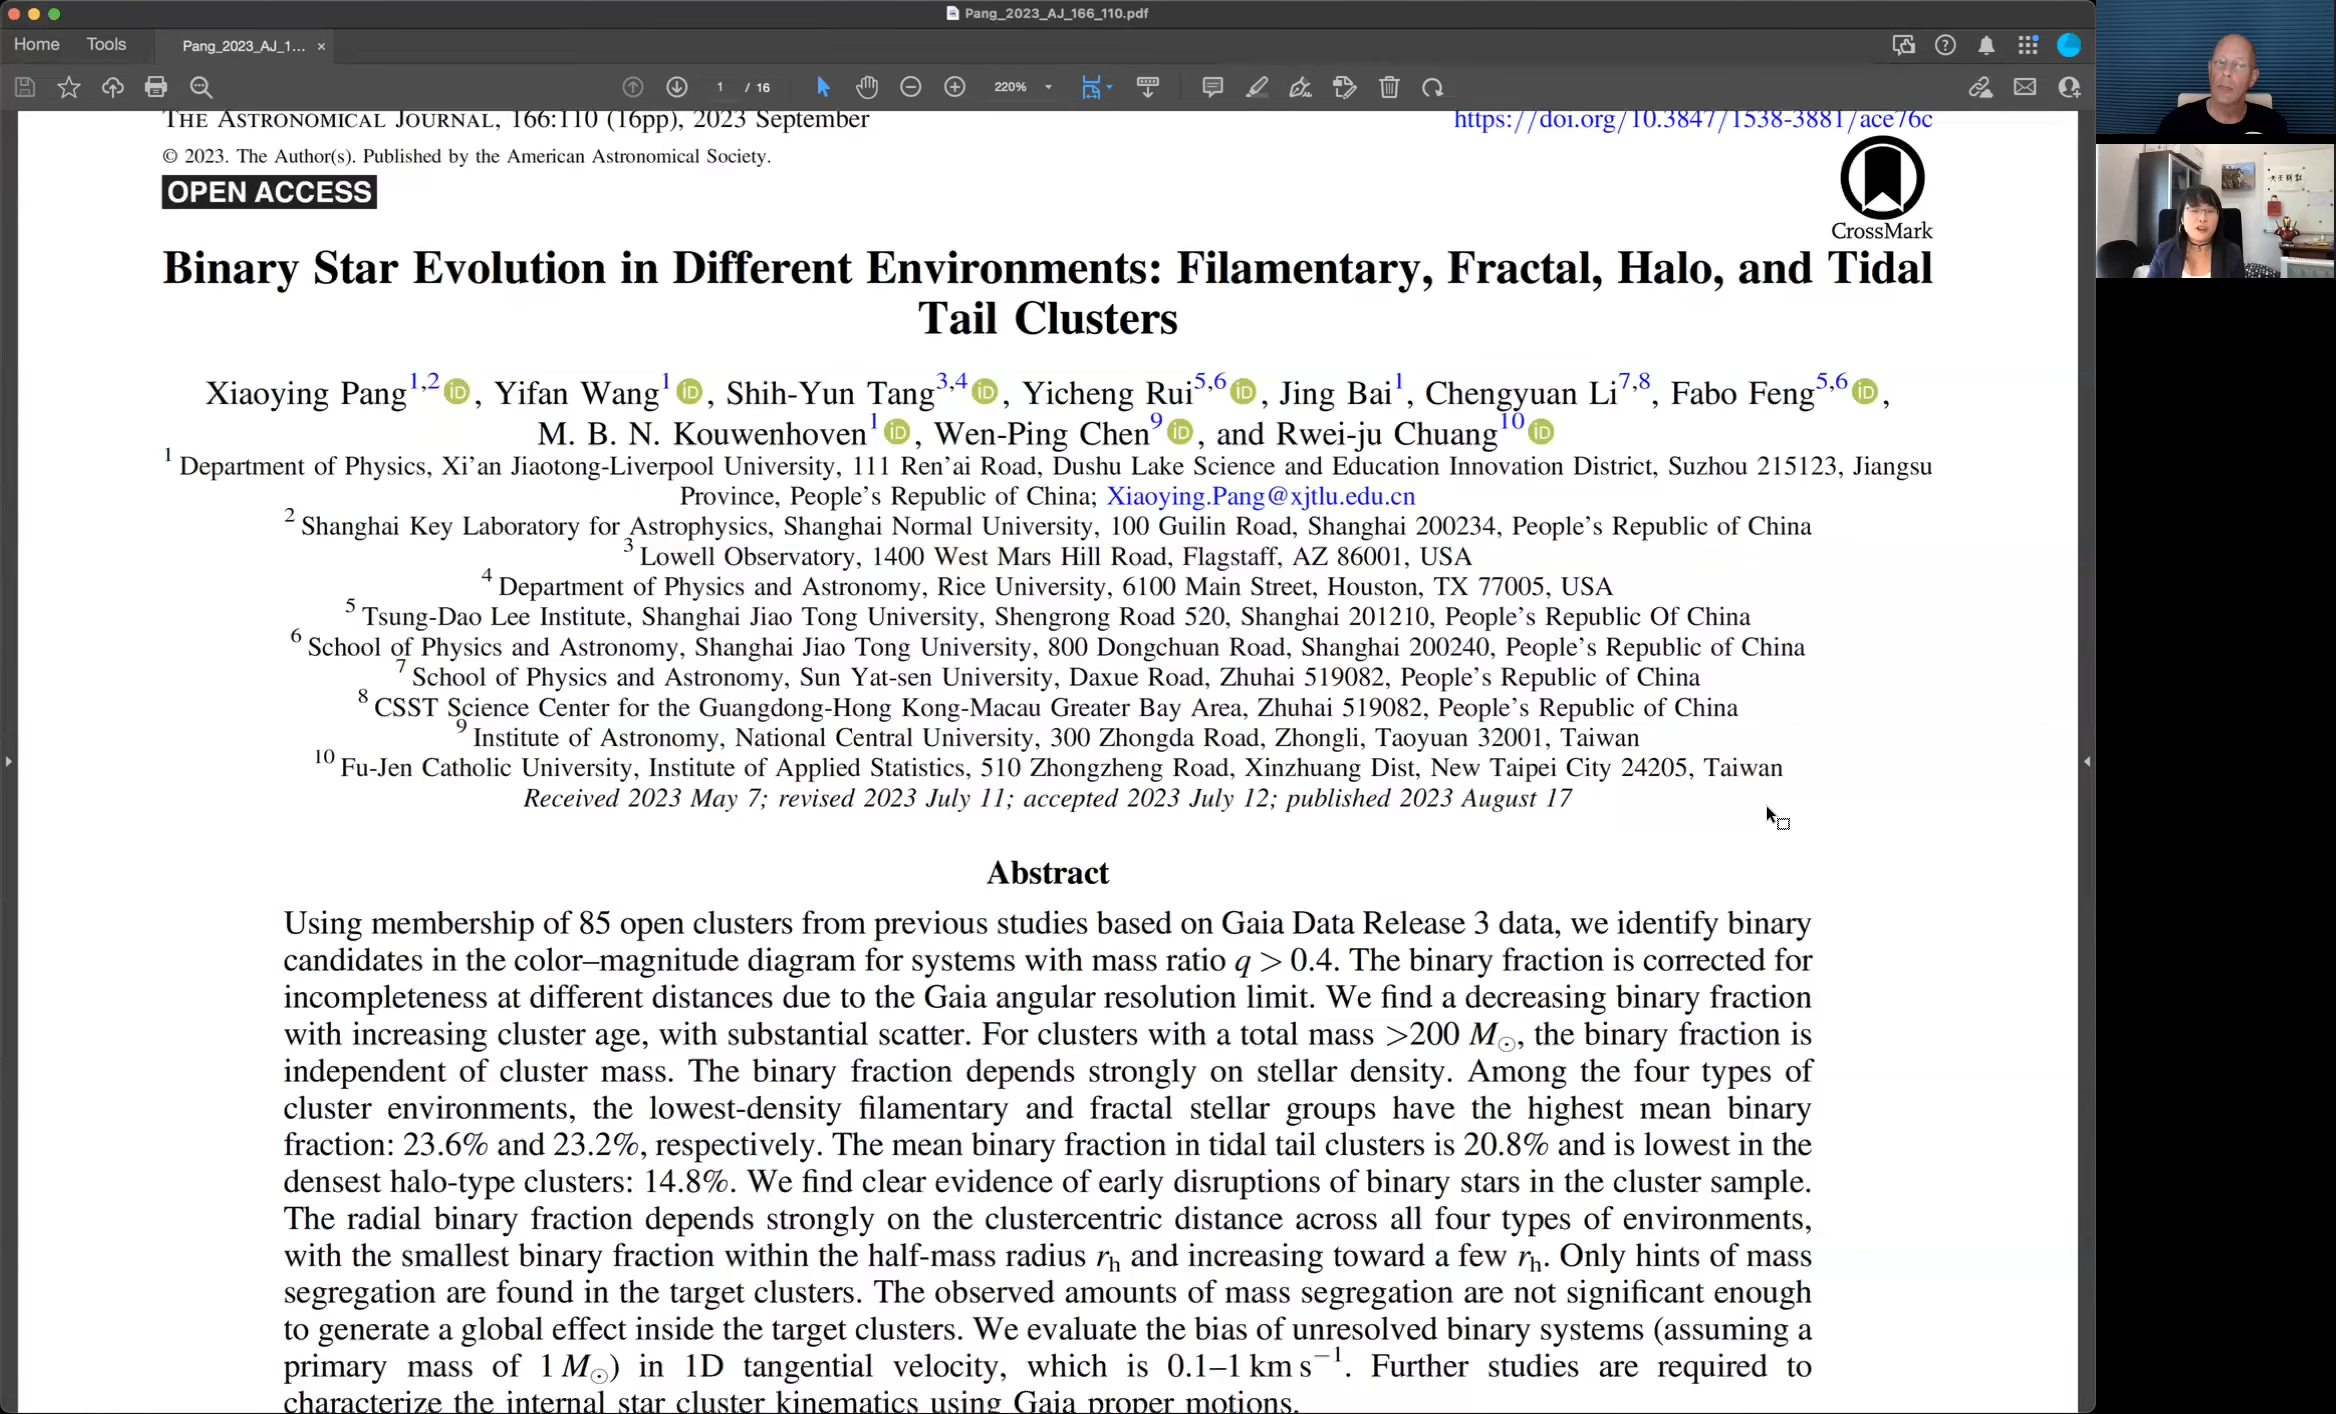 Pang_2023_AJ_166_110.pdf
Home Tools Pang_2023_AJ_1... ×
1 / 16 220%
THE ASTRONOMICAL JOURNAL, 166:110 (16pp), 2023 September https://doi.org/10.3847/1538-3881/ace76c
© 2023. The Author(s). Published by the American Astronomical Society.
OPEN ACCESS
CrossMark
Binary Star Evolution in Different Environments: Filamentary, Fractal, Halo, and Tidal
Tail Clusters
Xiaoying Pang1,2 iD, Yifan Wang1 iD, Shih-Yun Tang3,4 iD, Yicheng Rui5,6 iD, Jing Bai1, Chengyuan Li7,8, Fabo Feng5,6 iD,
M. B. N. Kouwenhoven1 iD, Wen-Ping Chen9 iD, and Rwei-ju Chuang10 iD
1 Department of Physics, Xi'an Jiaotong-Liverpool University, 111 Ren'ai Road, Dushu Lake Science and Education Innovation District, Suzhou 215123, Jiangsu
Province, People's Republic of China; Xiaoying.Pang@xjtlu.edu.cn
2 Shanghai Key Laboratory for Astrophysics, Shanghai Normal University, 100 Guilin Road, Shanghai 200234, People's Republic of China
3 Lowell Observatory, 1400 West Mars Hill Road, Flagstaff, AZ 86001, USA
4 Department of Physics and Astronomy, Rice University, 6100 Main Street, Houston, TX 77005, USA
5 Tsung-Dao Lee Institute, Shanghai Jiao Tong University, Shengrong Road 520, Shanghai 201210, People's Republic Of China
6 School of Physics and Astronomy, Shanghai Jiao Tong University, 800 Dongchuan Road, Shanghai 200240, People's Republic of China
7 School of Physics and Astronomy, Sun Yat-sen University, Daxue Road, Zhuhai 519082, People's Republic of China
8 CSST Science Center for the Guangdong-Hong Kong-Macau Greater Bay Area, Zhuhai 519082, People's Republic of China
9 Institute of Astronomy, National Central University, 300 Zhongda Road, Zhongli, Taoyuan 32001, Taiwan
10 Fu-Jen Catholic University, Institute of Applied Statistics, 510 Zhongzheng Road, Xinzhuang Dist, New Taipei City 24205, Taiwan
Received 2023 May 7; revised 2023 July 11; accepted 2023 July 12; published 2023 August 17
Abstract
Using membership of 85 open clusters from previous studies based on Gaia Data Release 3 data, we identify binary
candidates in the color–magnitude diagram for systems with mass ratio q > 0.4. The binary fraction is corrected for
incompleteness at different distances due to the Gaia angular resolution limit. We find a decreasing binary fraction
with increasing cluster age, with substantial scatter. For clusters with a total mass >200 M⊙, the binary fraction is
independent of cluster mass. The binary fraction depends strongly on stellar density. Among the four types of
cluster environments, the lowest-density filamentary and fractal stellar groups have the highest mean binary
fraction: 23.6% and 23.2%, respectively. The mean binary fraction in tidal tail clusters is 20.8% and is lowest in the
densest halo-type clusters: 14.8%. We find clear evidence of early disruptions of binary stars in the cluster sample.
The radial binary fraction depends strongly on the clustercentric distance across all four types of environments,
with the smallest binary fraction within the half-mass radius rh and increasing toward a few rh. Only hints of mass
segregation are found in the target clusters. The observed amounts of mass segregation are not significant enough
to generate a global effect inside the target clusters. We evaluate the bias of unresolved binary systems (assuming a
primary mass of 1 M⊙) in 1D tangential velocity, which is 0.1–1 km s−1. Further studies are required to
characterize the internal star cluster kinematics using Gaia proper motions.